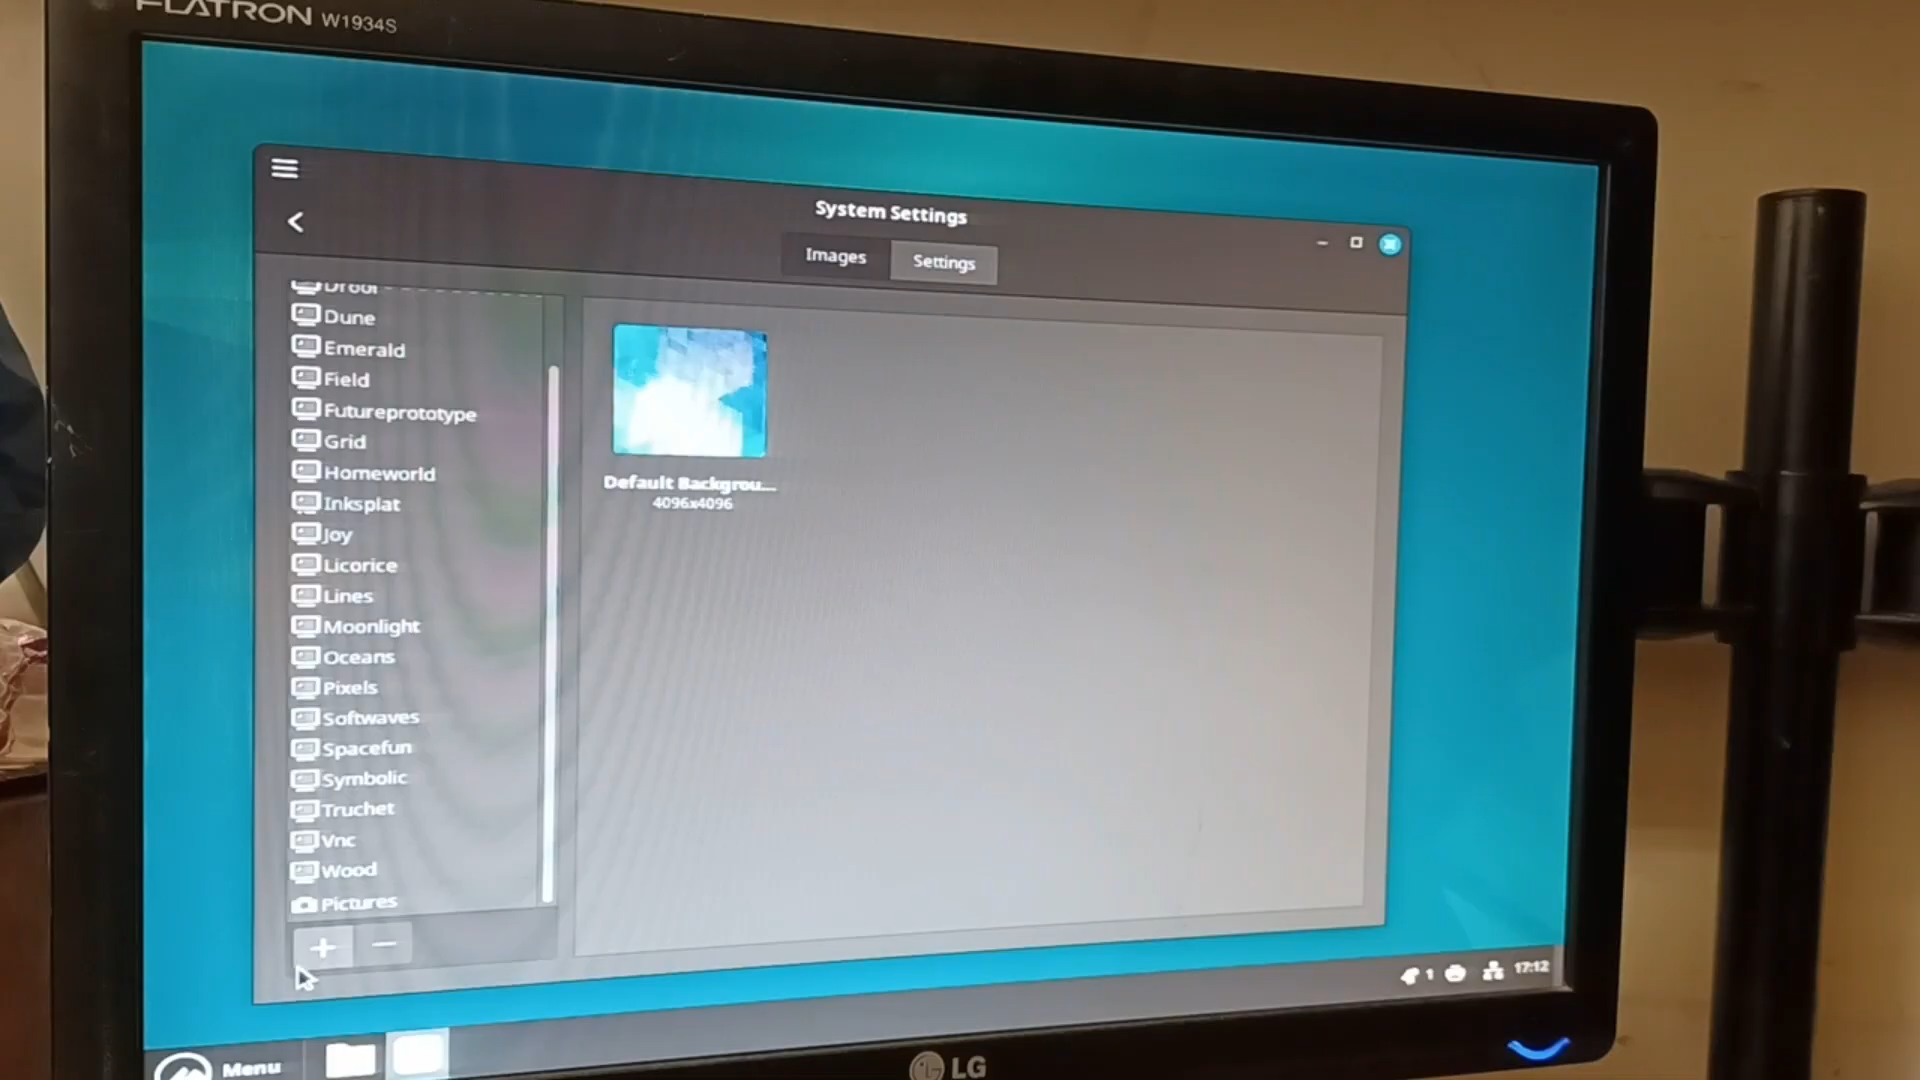 FLATRON W1934S
System Settings
Images
Settings
Dune
Emerald
Field
Futureprototype
Grid
Homeworld
Inksplat
Joy
Licorice
Lines
Moonlight
Oceans
Pixels
Softwaves
Spacefun
Symbolic
Truchet
Vnc
Wood
Pictures
Default Backgrou...
4096x4096
1
17:12
Menu
LG